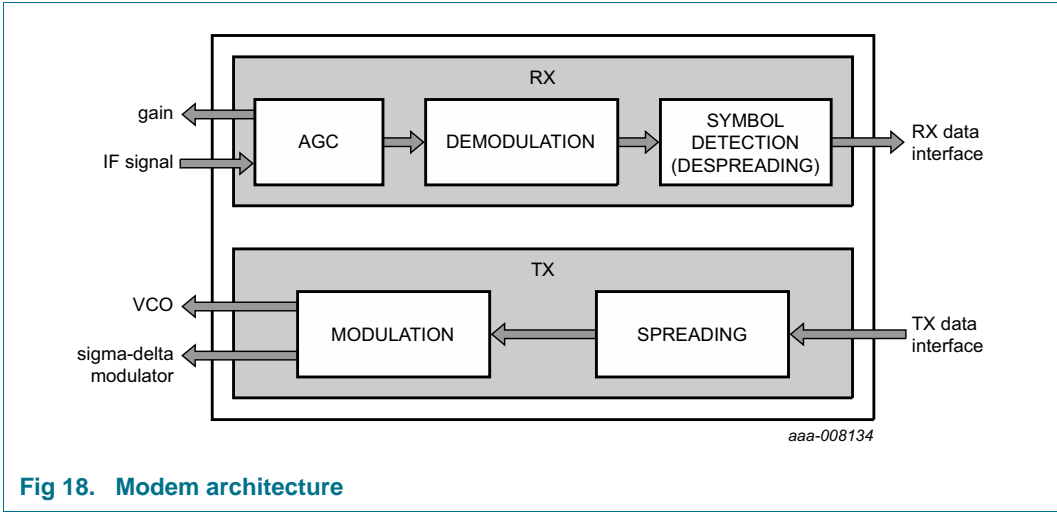 RX
gain
IF signal
AGC
DEMODULATION
SYMBOL
DETECTION
(DESPREADING)
RX data
interface
TX
VCO
sigma-delta
modulator
MODULATION
SPREADING
TX data
interface
aaa-008134
Fig 18. Modem architecture